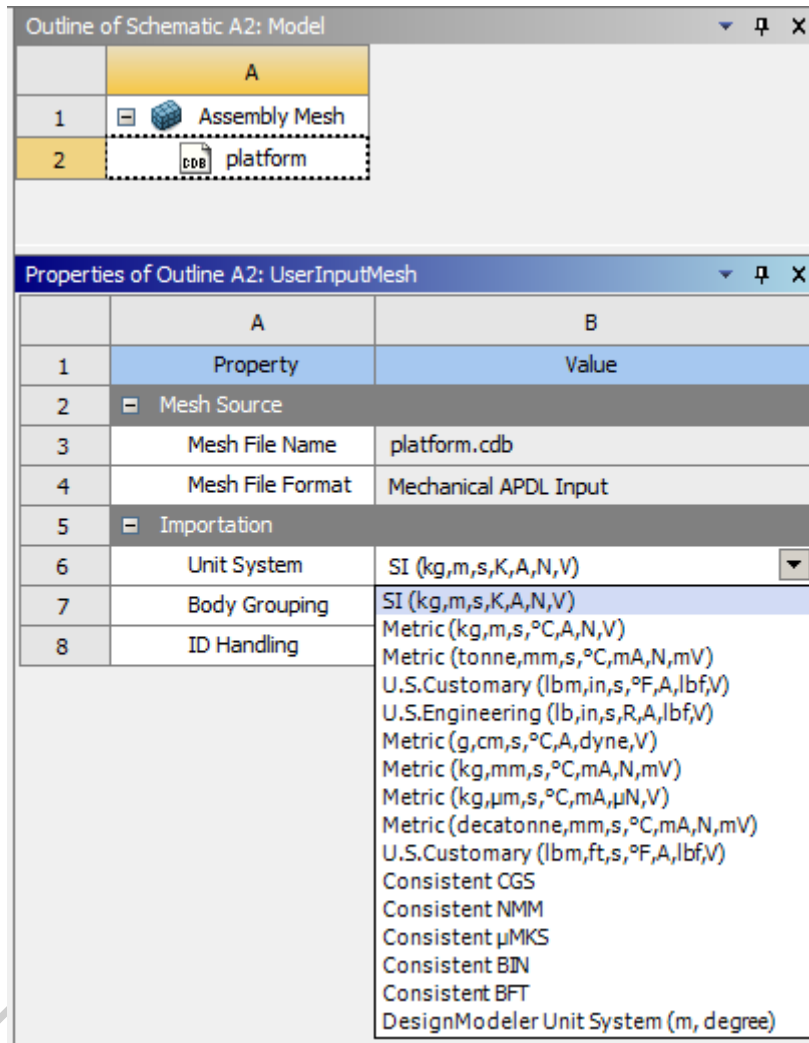 Outline of Schematic A2: Model
A
1 Assembly Mesh
2 CDB platform
Properties of Outline A2: UserInputMesh
A B
1 Property Value
2 Mesh Source
3 Mesh File Name platform.cdb
4 Mesh File Format Mechanical APDL Input
5 Importation
6 Unit System SI (kg,m,s,K,A,N,V)
7 Body Grouping SI (kg,m,s,K,A,N,V)
Metric (kg,m,s,°C,A,N,V)
8 ID Handling Metric (tonne,mm,s,°C,mA,N,mV)
U.S.Customary (lbm,in,s,°F,A,lbf,V)
U.S.Engineering (lb,in,s,R,A,lbf,V)
Metric (g,cm,s,°C,A,dyne,V)
Metric (kg,mm,s,°C,mA,N,mV)
Metric (kg,µm,s,°C,mA,µN,V)
Metric (decatonne,mm,s,°C,mA,N,mV)
U.S.Customary (lbm,ft,s,°F,A,lbf,V)
Consistent CGS
Consistent NMM
Consistent µMKS
Consistent BIN
Consistent BFT
DesignModeler Unit System (m, degree)